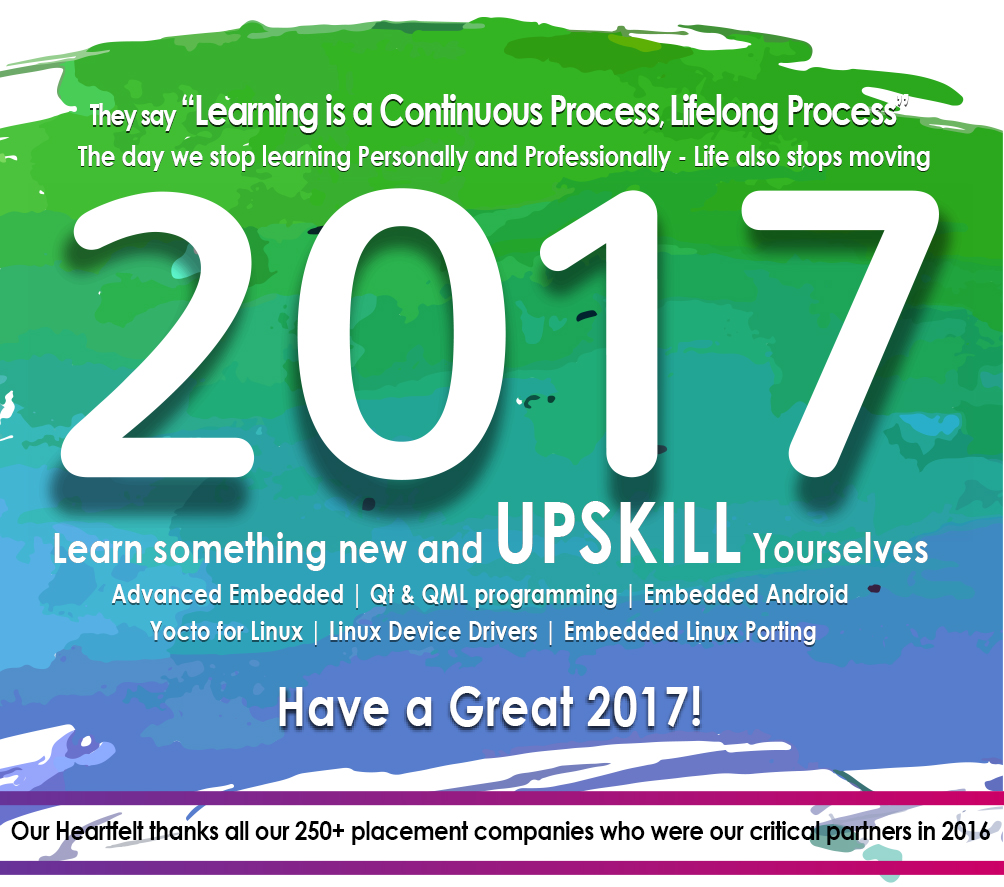 They say “Learning is a Continuous Process, Lifelong Process”
The day we stop learning Personally and Professionally - Life also stops moving
2017
Learn something new and UPSKILL Yourselves
Advanced Embedded | Qt & QML programming | Embedded Android
Yocto for Linux | Linux Device Drivers | Embedded Linux Porting
Have a Great 2017!
Our Heartfelt thanks all our 250+ placement companies who were our critical partners in 2016